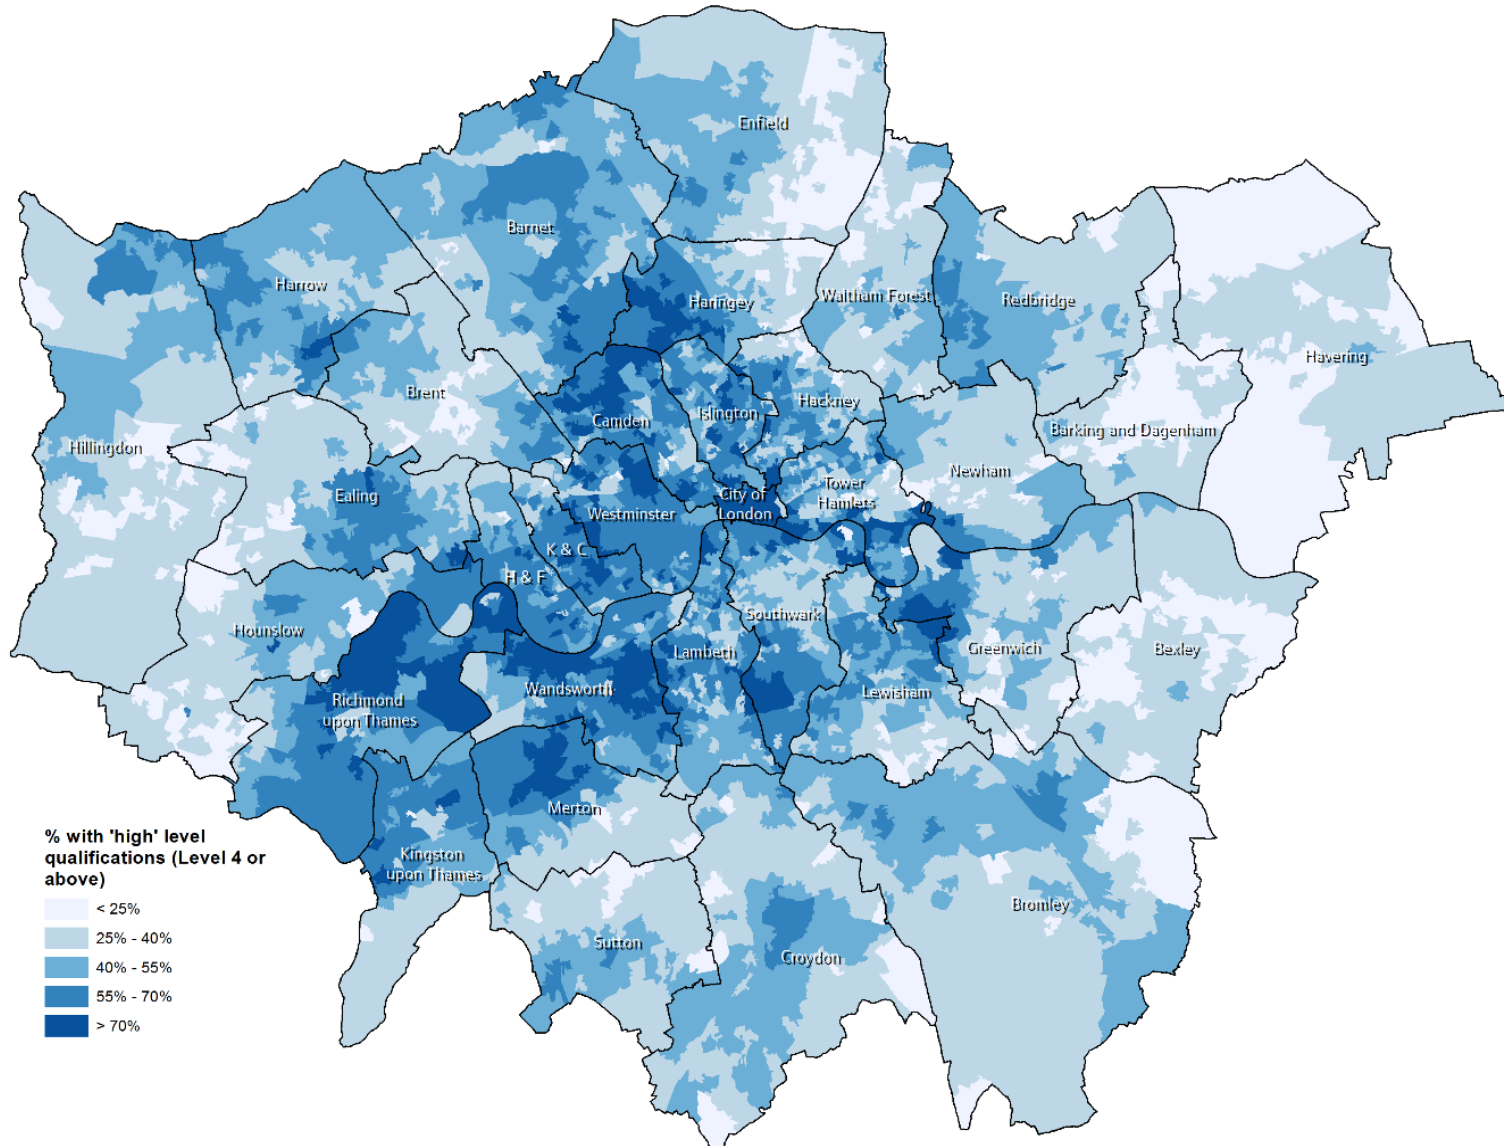 Enfield
Barnet
Harrow
Haringey
Waltham Forest
Redbridge
Havering
Brent
Camden
Islington
Hackney
Barking and Dagenham
Hillingdon
Newham
Ealing
Tower
Hamlets
City of
London
Westminster
K & C
H & F
Southwark
Hounslow
Greenwich
Bexley
Lambeth
Wandsworth
Lewisham
Richmond
upon Thames
Merton
Kingston
upon Thames
Bromley
Sutton
Croydon
% with 'high' level
qualifications (Level 4 or
above)
< 25%
25% - 40%
40% - 55%
55% - 70%
> 70%